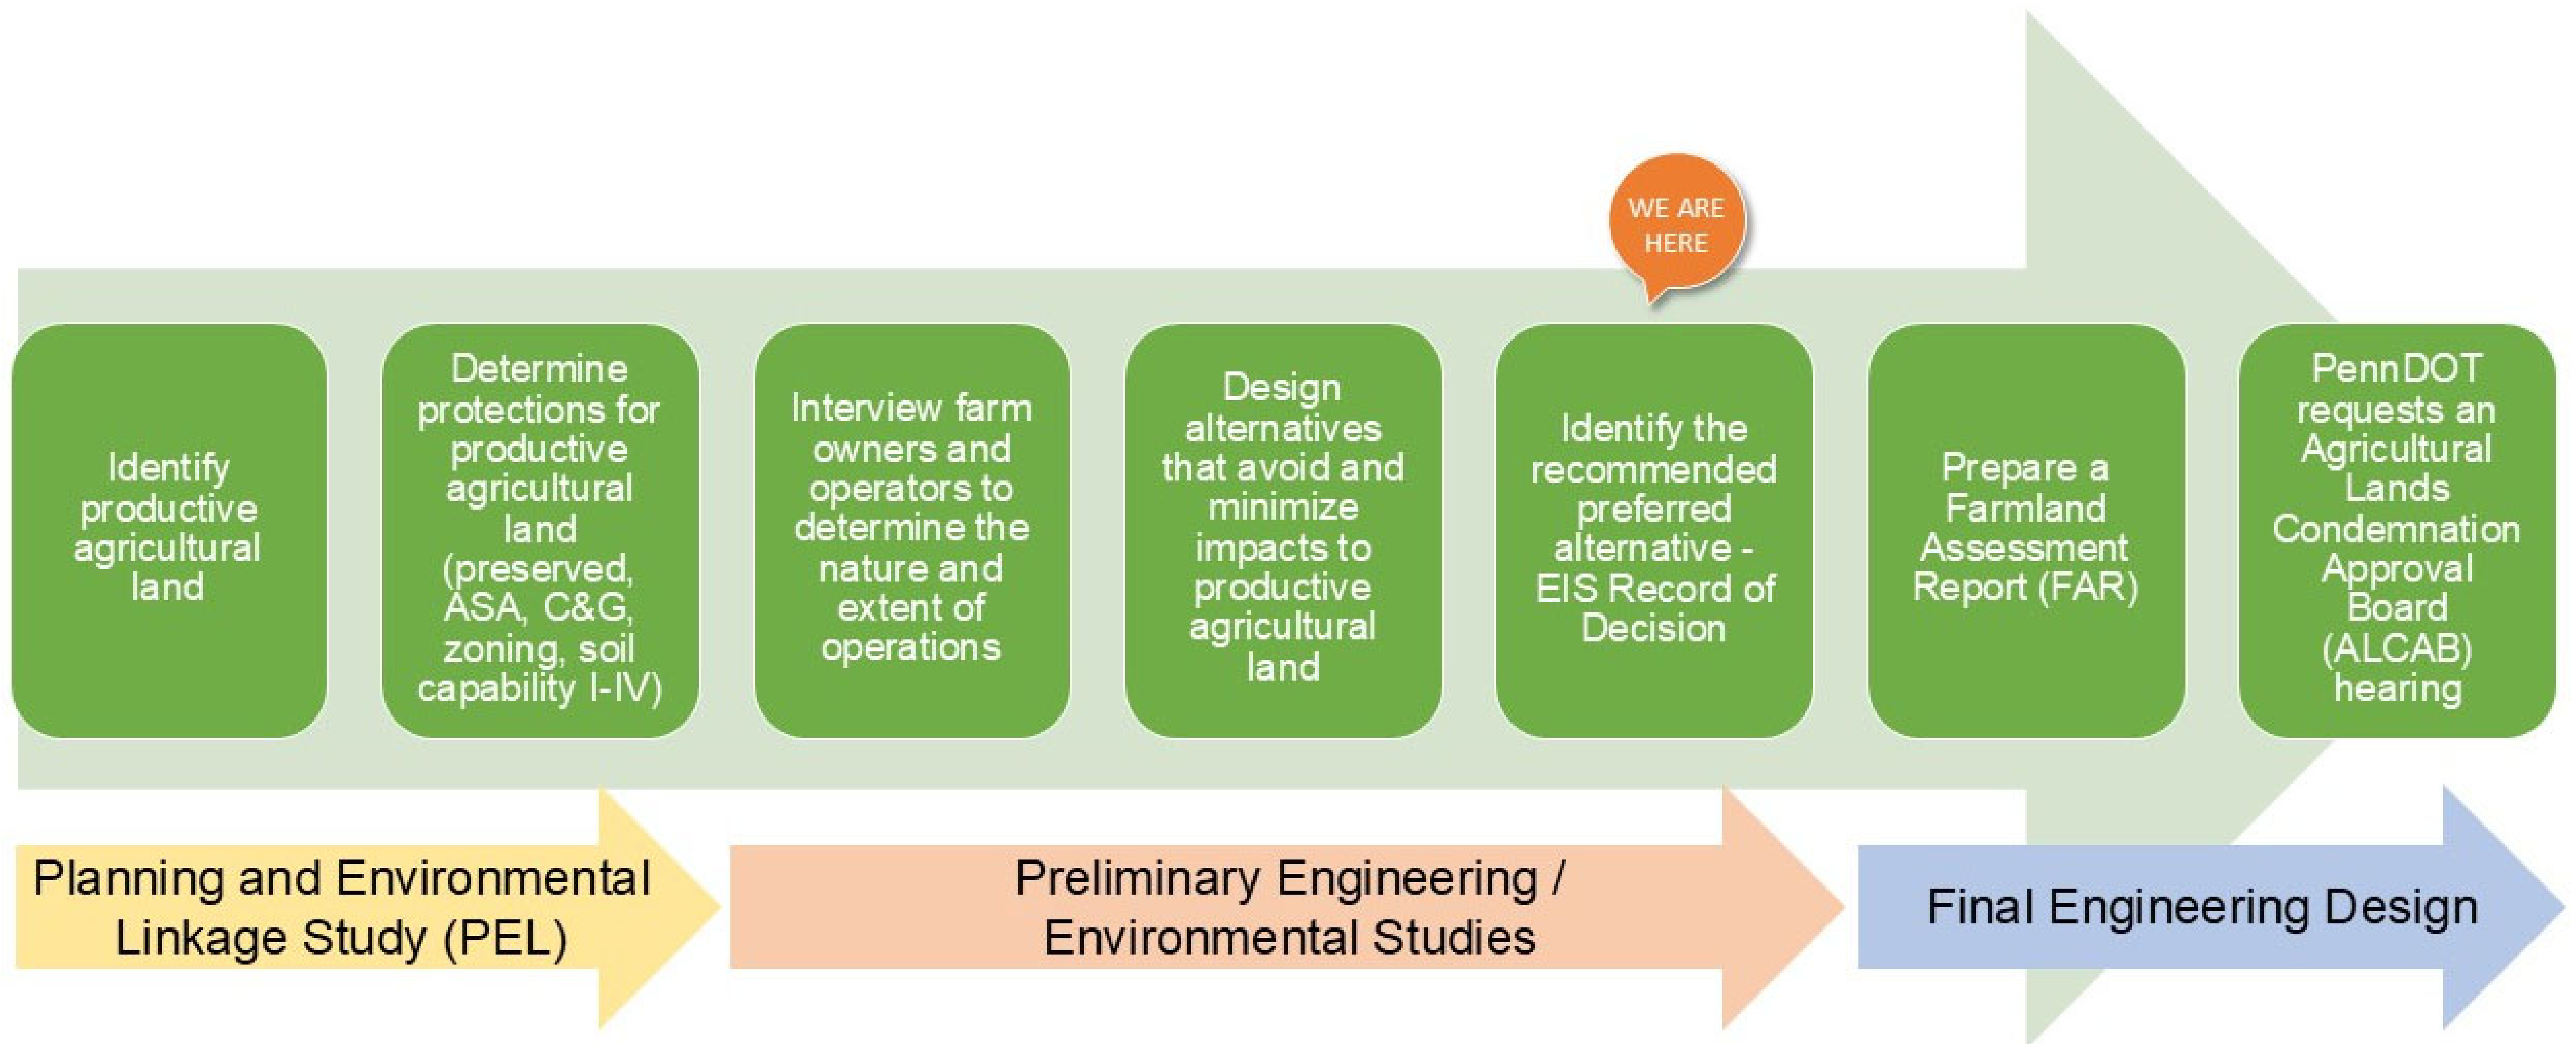 WE ARE
HERE
Identify
productive
agricultural
land
Determine
protections for
productive
agricultural
land
(preserved,
ASA, C&G,
zoning, soil
capability I-IV)
Interview farm
owners and
operators to
determine the
nature and
extent of
operations
Design
alternatives
that avoid and
minimize
impacts to
productive
agricultural
land
Identify the
recommended
preferred
alternative -
EIS Record of
Decision
Prepare a
Farmland
Assessment
Report (FAR)
PennDOT
requests an
Agricultural
Lands
Condemnation
Approval
Board
(ALCAB)
hearing
Planning and Environmental
Linkage Study (PEL)
Preliminary Engineering /
Environmental Studies
Final Engineering Design